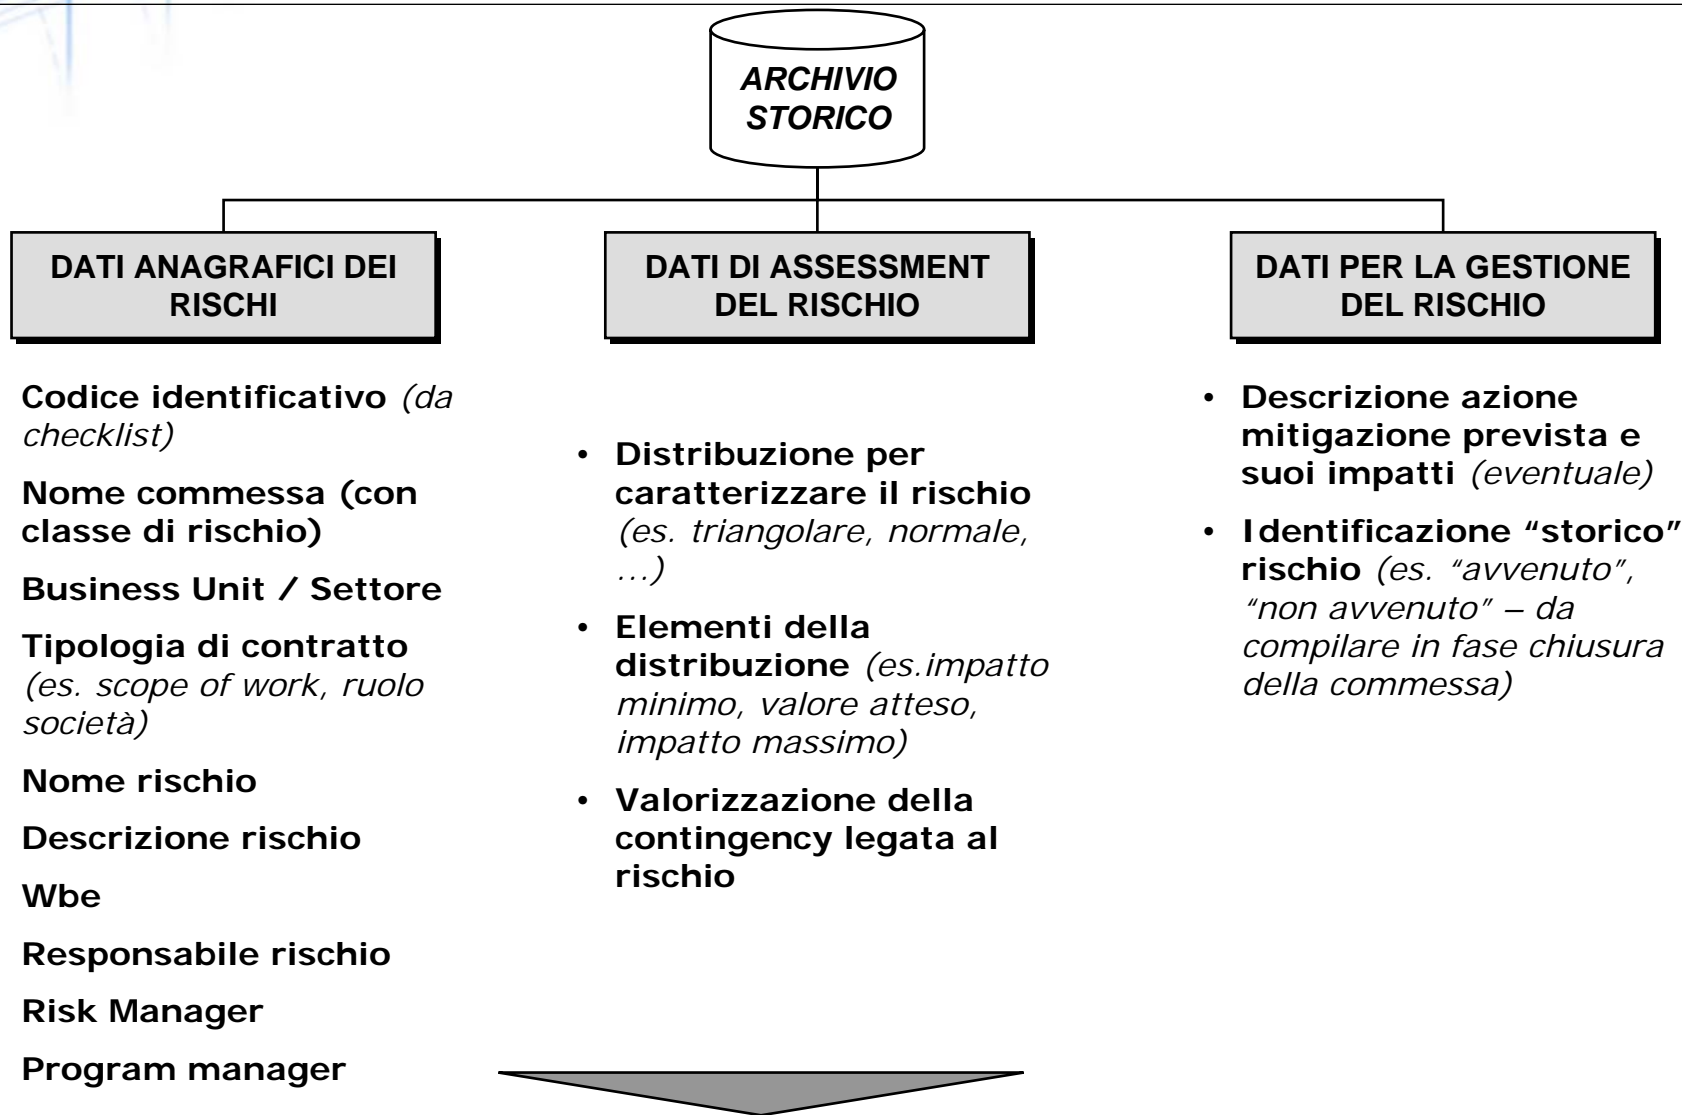 ARCHIVIO
STORICO
DATI ANAGRAFICI DEI
RISCHI
Codice identificativo (da
checklist)
Nome commessa (con
classe di rischio)
Business Unit / Settore
Tipologia di contratto
(es. scope of work, ruolo
società)
Nome rischio
Descrizione rischio
Wbe
Responsabile rischio
Risk Manager
Program manager
DATI DI ASSESSMENT
DEL RISCHIO
• Distribuzione per
caratterizzare il rischio
(es. triangolare, normale,
...)
• Elementi della
distribuzione (es.impatto
minimo, valore atteso,
impatto massimo)
• Valorizzazione della
contingency legata al
rischio
DATI PER LA GESTIONE
DEL RISCHIO
• Descrizione azione
mitigazione prevista e
suoi impatti (eventuale)
• Identificazione “storico”
rischio (es. “avvenuto”,
“non avvenuto” – da
compilare in fase chiusura
della commessa)